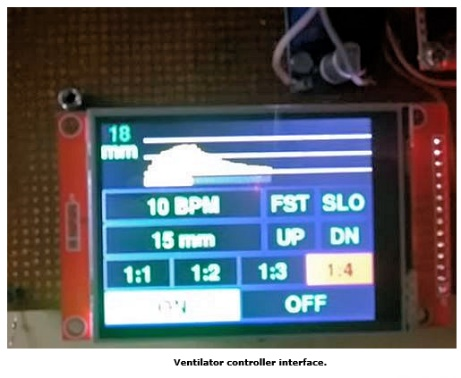 18
mm
10 BPM FST SLO
15 mm UP DN
1:1 1:2 1:3 1:4
ON OFF
Ventilator controller interface.